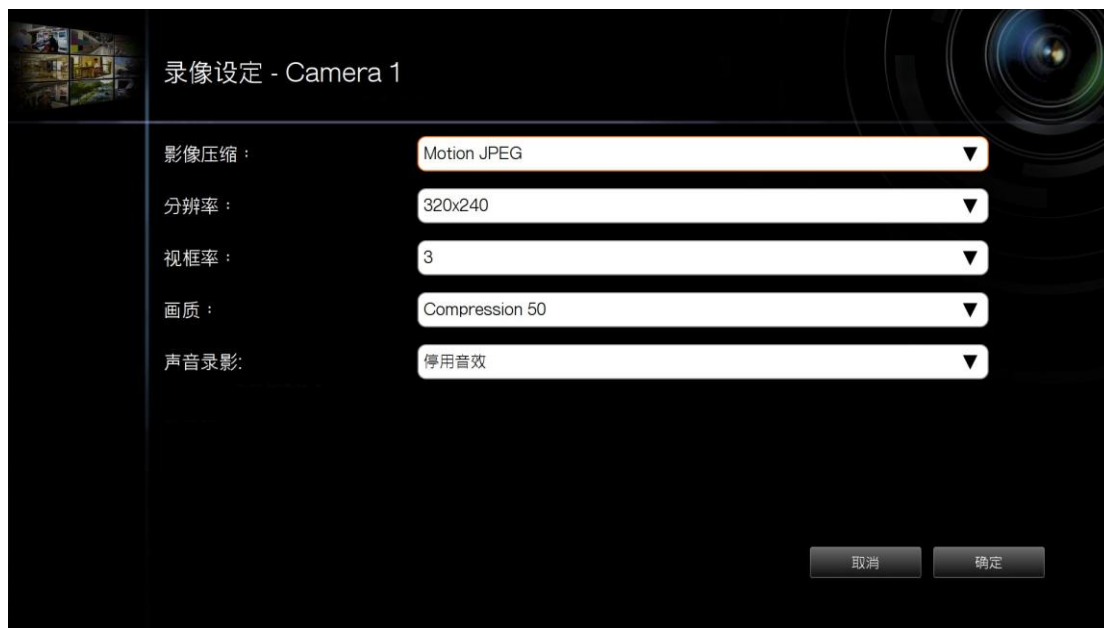 录像设定 - Camera 1
影像压缩：
Motion JPEG
分辨率：
320x240
视框率：
3
画质：
Compression 50
声音录影:
停用音效
取消
确定